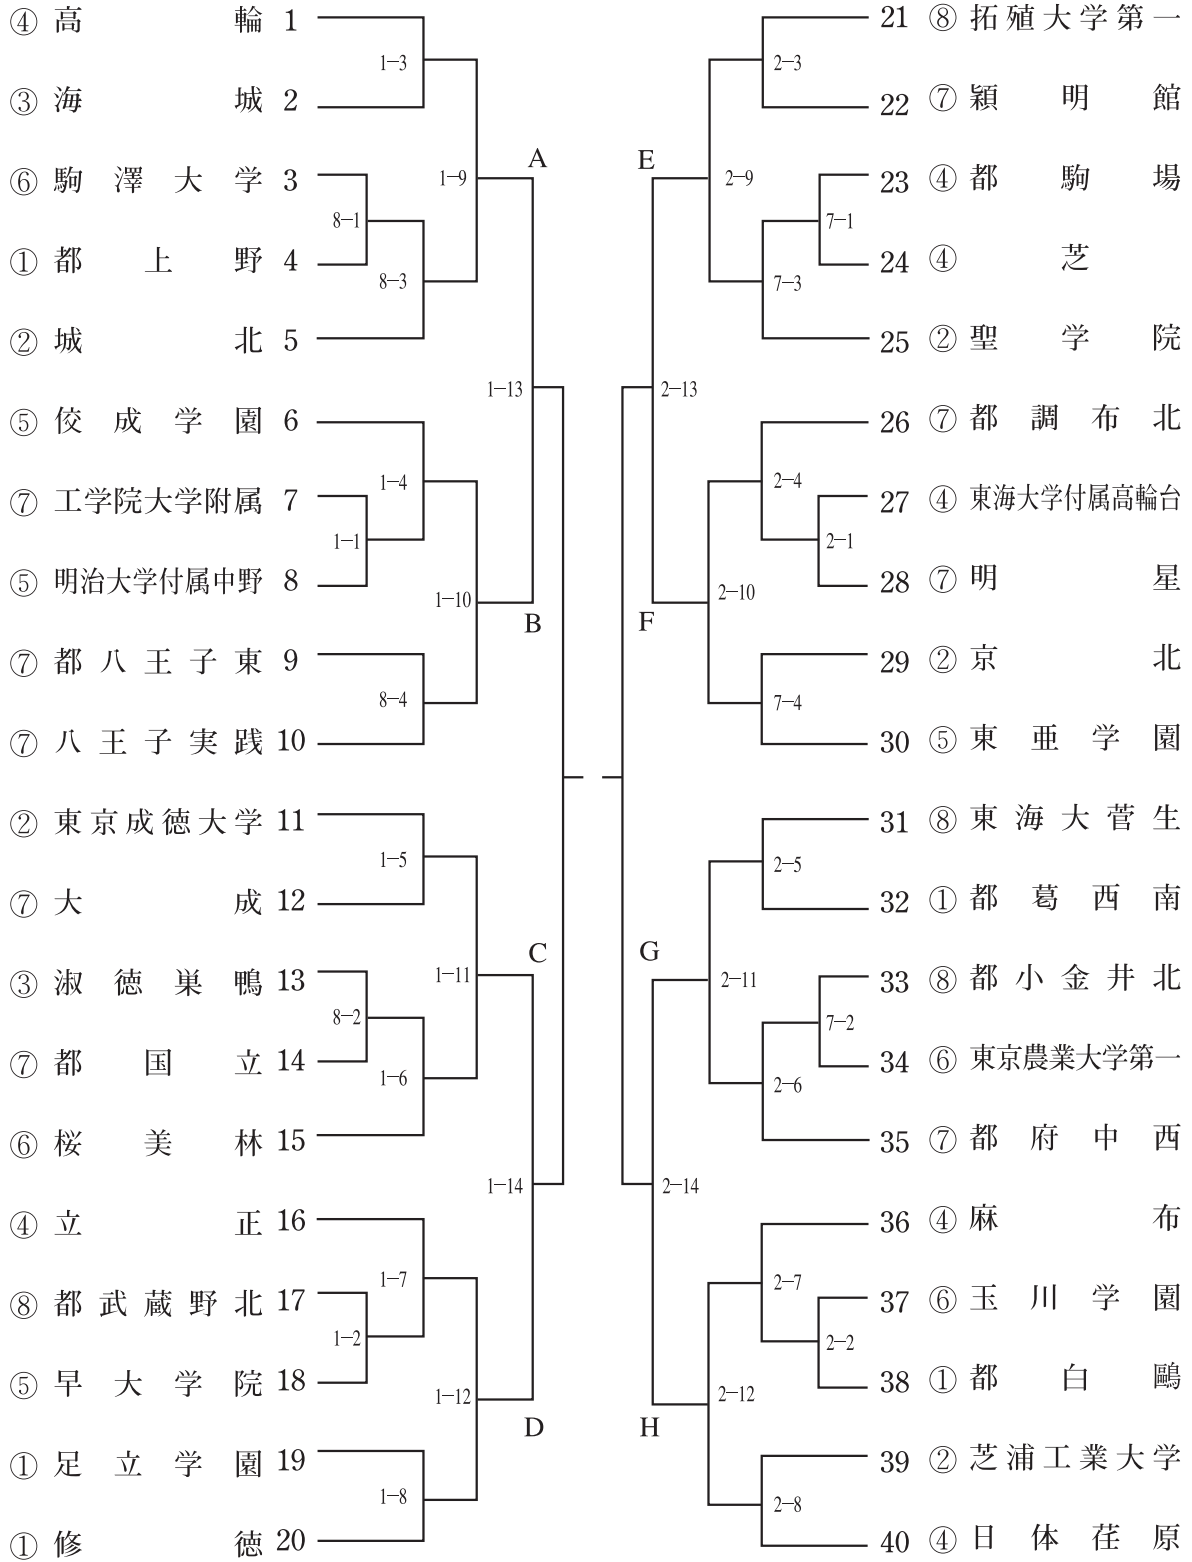 ④ 高輪 1
1-3
③ 海城 2
A
1-9
⑥ 駒澤大学 3
8-1
① 都上野 4
8-3
② 城北 5
1-13
⑤ 佼成学園 6
1-4
⑦ 工学院大学附属 7
1-1
⑤ 明治大学付属中野 8
1-10
B
⑦ 都八王子東 9
8-4
⑦ 八王子実践 10
② 東京成徳大学 11
1-5
⑦ 大成 12
C
1-11
③ 淑徳巣鴨 13
8-2
⑦ 都国立 14
1-6
⑥ 桜美林 15
1-14
④ 立正 16
1-7
⑧ 都武蔵野北 17
1-2
⑤ 早大学院 18
1-12
D
① 足立学園 19
1-8
① 修徳 20
21 ⑧ 拓殖大学第一
2-3
22 ⑦ 穎明館
E
2-9
23 ④ 都駒場
7-1
24 ④ 芝
7-3
25 ② 聖学院
2-13
26 ⑦ 都調布北
2-4
27 ④ 東海大学付属高輪台
2-1
28 ⑦ 明星
2-10
F
29 ② 京北
7-4
30 ⑤ 東亜学園
31 ⑧ 東海大菅生
2-5
32 ① 都葛西南
G
2-11
33 ⑧ 都小金井北
7-2
34 ⑥ 東京農業大学第一
2-6
35 ⑦ 都府中西
2-14
36 ④ 麻布
2-7
37 ⑥ 玉川学園
2-2
38 ① 都白鷗
2-12
H
39 ② 芝浦工業大学
2-8
40 ④ 日体荏原